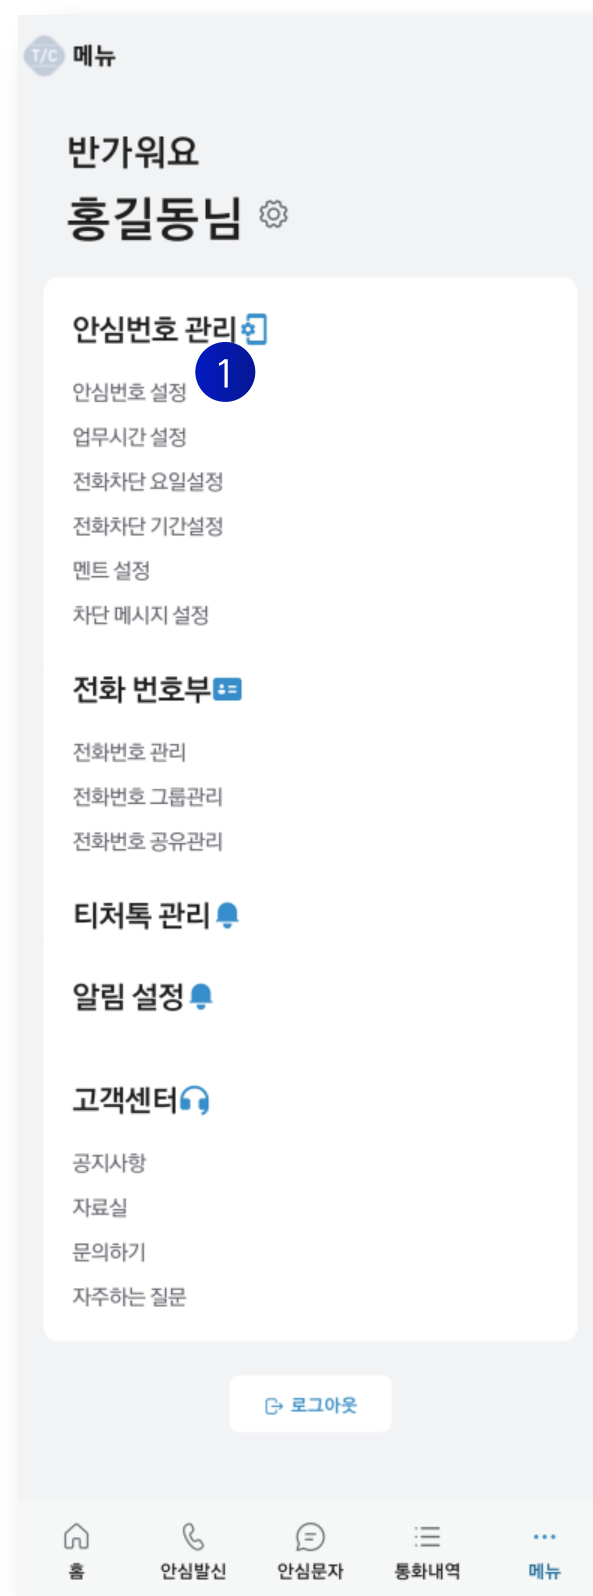 T/C 메뉴
반가워요
홍길동님
안심번호 관리
1
안심번호 설정
업무시간 설정
전화차단 요일설정
전화차단 기간설정
멘트 설정
차단 메시지 설정
전화 번호부
전화번호 관리
전화번호 그룹관리
전화번호 공유관리
티처톡 관리
알림 설정
고객센터
공지사항
자료실
문의하기
자주하는 질문
로그아웃
홈 안심발신 안심문자 통화내역 메뉴